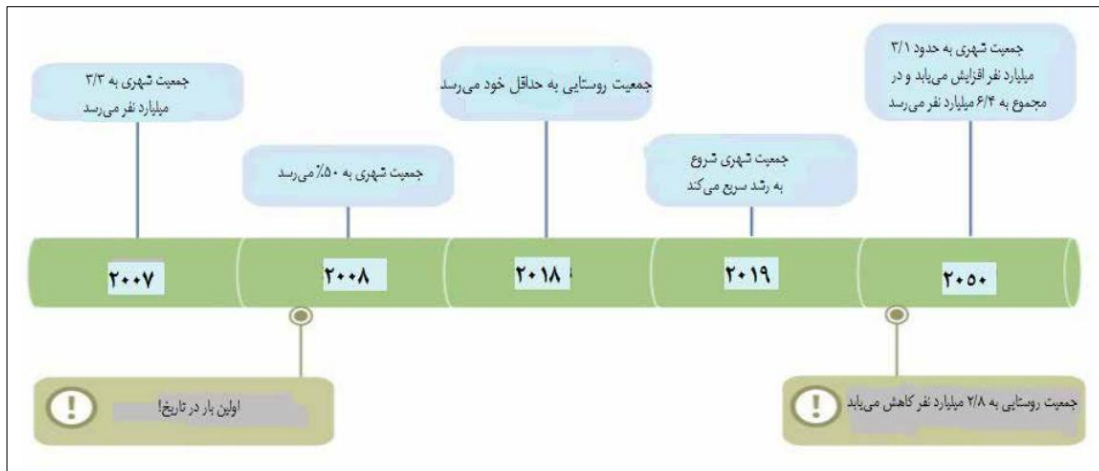 جمعیت شهری به ۳/۳
میلیارد نفر می‌رسد
جمعیت شهری به ۵۰٪ می‌رسد
جمعیت روستایی به حداقل خود می‌رسد
جمعیت شهری شروع
به رشد سریع می‌کند
جمعیت شهری به حدود ۳/۱
میلیارد نفر افزایش می‌یابد و در
مجموع به ۶/۴ میلیارد نفر می‌رسد
۲۰۰۷
۲۰۰۸
۲۰۱۸
۲۰۱۹
۲۰۵۰
اولین بار در تاریخ!
جمعیت روستایی به ۲/۸ میلیارد نفر کاهش می‌یابد